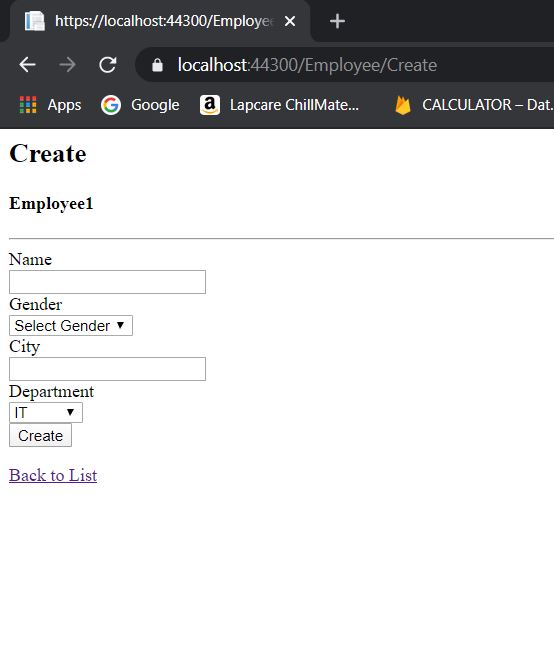 https://localhost:44300/Employee
localhost:44300/Employee/Create
Apps Google Lapcare ChillMate... CALCULATOR – Dat.
Create
Employee1
Name
Gender
Select Gender
City
Department
IT
Create
Back to List